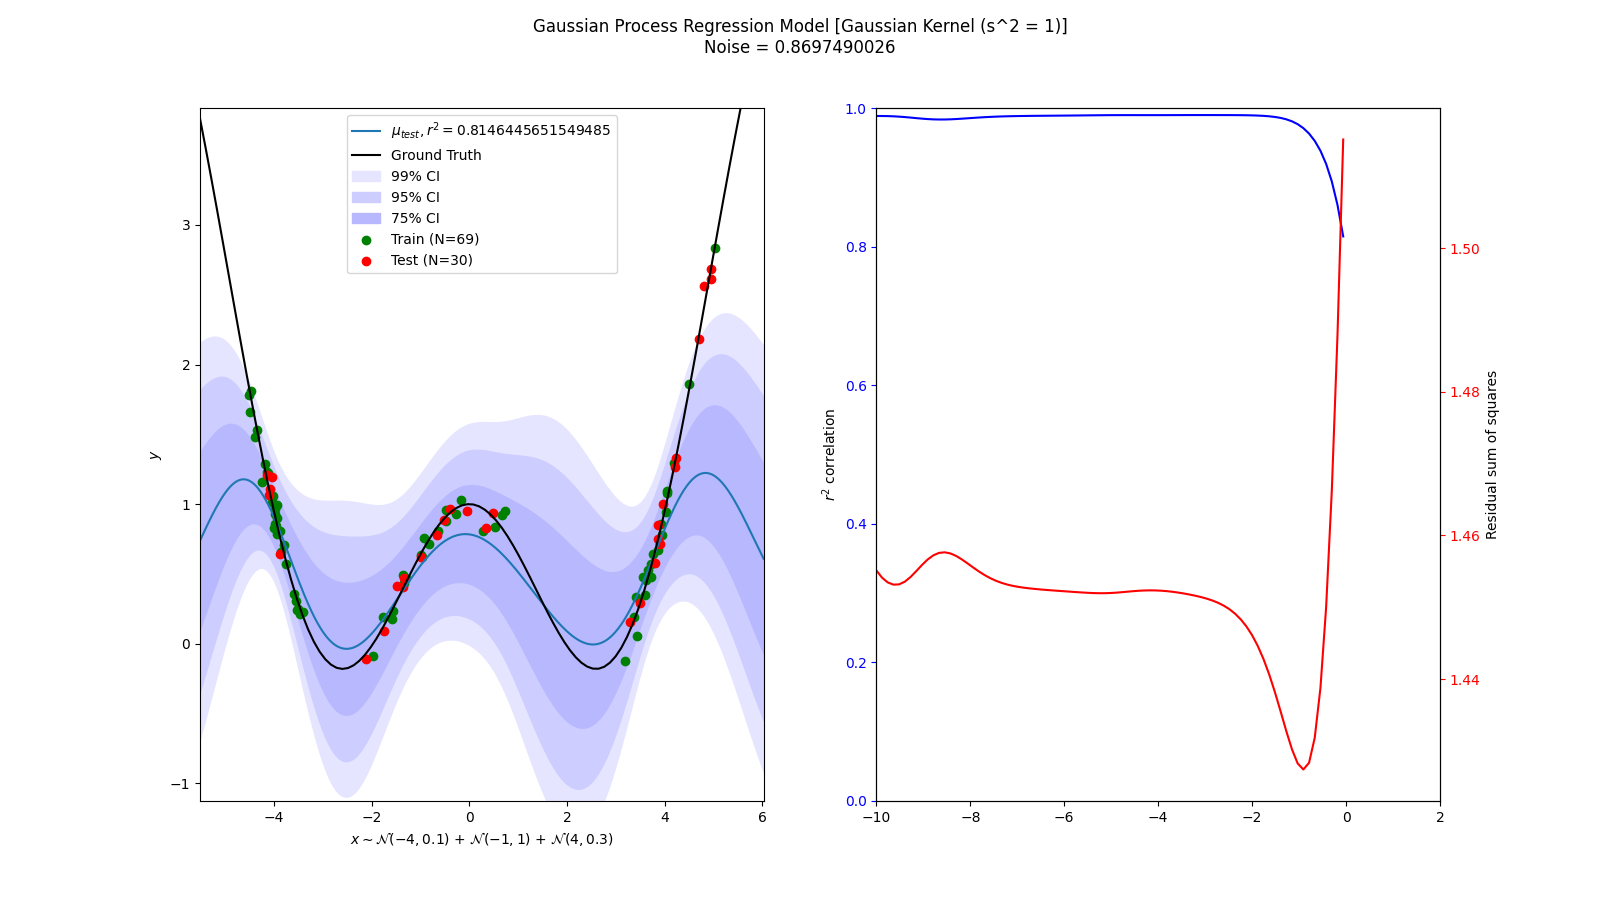 Gaussian Process Regression Model [Gaussian Kernel (s^2 = 1)]
Noise = 0.8697490026
μ_test, r² = 0.8146445651549485
Ground Truth
99% CI
95% CI
75% CI
Train (N=69)
Test (N=30)
3
2
1
0
−1
y
−4 −2 0 2 4 6
x ~ 𝒩(−4, 0.1) + 𝒩(−1, 1) + 𝒩(4, 0.3)
1.0
0.8
0.6
0.4
0.2
0.0
r² correlation
−10 −8 −6 −4 −2 0 2
1.50
1.48
1.46
1.44
Residual sum of squares